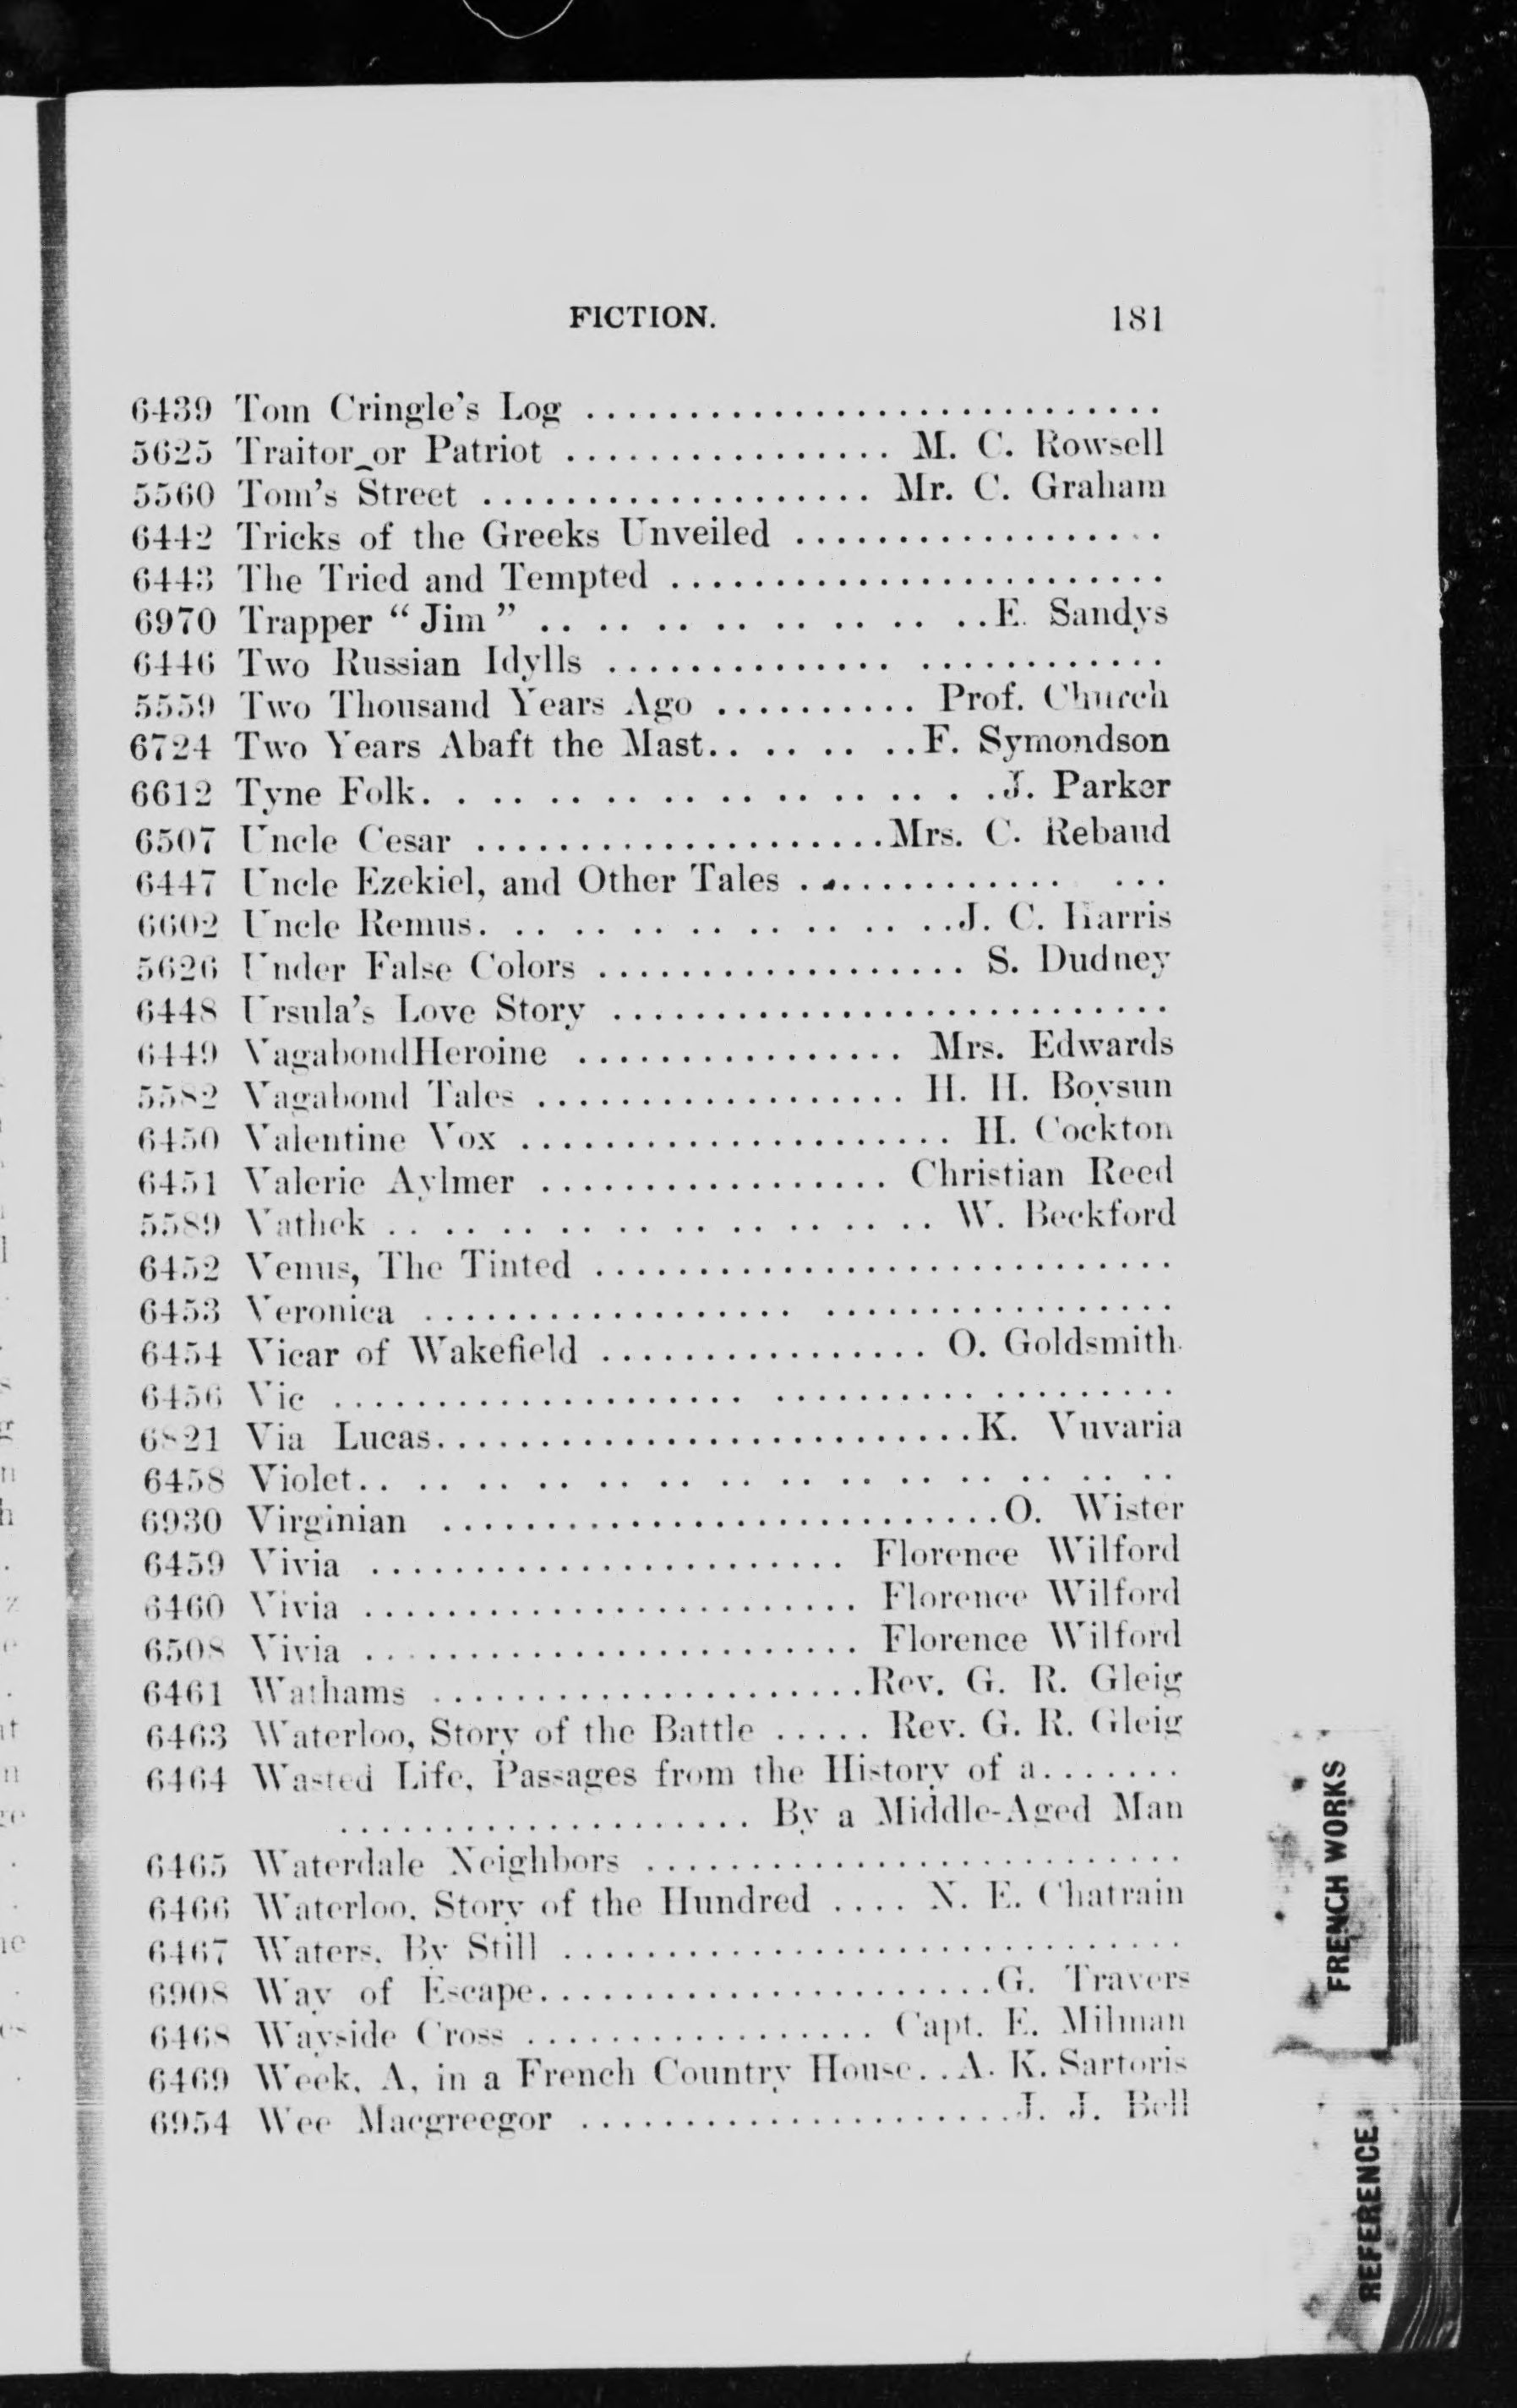 FICTION. 181
6439 Tom Cringle's Log ............................
5625 Traitor or Patriot ................. M. C. Rowsell
5560 Tom's Street ................... Mr. C. Graham
6442 Tricks of the Greeks Unveiled ..................
6443 The Tried and Tempted ........................
6970 Trapper "Jim" ................E. Sandys
6446 Two Russian Idylls ..........................
5559 Two Thousand Years Ago .......... Prof. Church
6724 Two Years Abaft the Mast........F. Symondson
6612 Tyne Folk....................J. Parker
6507 Uncle Cesar ....................Mrs. C. Rebaud
6447 Uncle Ezekiel, and Other Tales ................
6602 Uncle Remus.................J. C. Harris
5626 Under False Colors .................. S. Dudney
6448 Ursula's Love Story ...........................
6449 VagabondHeroine ................ Mrs. Edwards
5582 Vagabond Tales .................. H. H. Boysun
6450 Valentine Vox ..................... H. Cockton
6451 Valerie Aylmer ................. Christian Reed
5589 Vathek .................... W. Beckford
6452 Venus, The Tinted ............................
6453 Veronica ...................................
6454 Vicar of Wakefield ................ O. Goldsmith.
6456 Vic .......................................
6821 Via Lucas..........................K. Vuvaria
6458 Violet............................
6930 Virginian ...........................O. Wister
6459 Vivia ....................... Florence Wilford
6460 Vivia ........................ Florence Wilford
6508 Vivia ........................ Florence Wilford
6461 Wathams .....................Rev. G. R. Gleig
6463 Waterloo, Story of the Battle ..... Rev. G. R. Gleig
6464 Wasted Life, Passages from the History of a.......
.................... By a Middle-Aged Man
6465 Waterdale Neighbors ..........................
6466 Waterloo, Story of the Hundred .... N. E. Chatrain
6467 Waters, By Still ..............................
6908 Way of Escape......................G. Travers
6468 Wayside Cross ................. Capt. E. Milman
6469 Week, A, in a French Country House..A. K. Sartoris
6954 Wee Macgreegor .....................J. J. Bell
FRENCH WORKS
REFERENCE